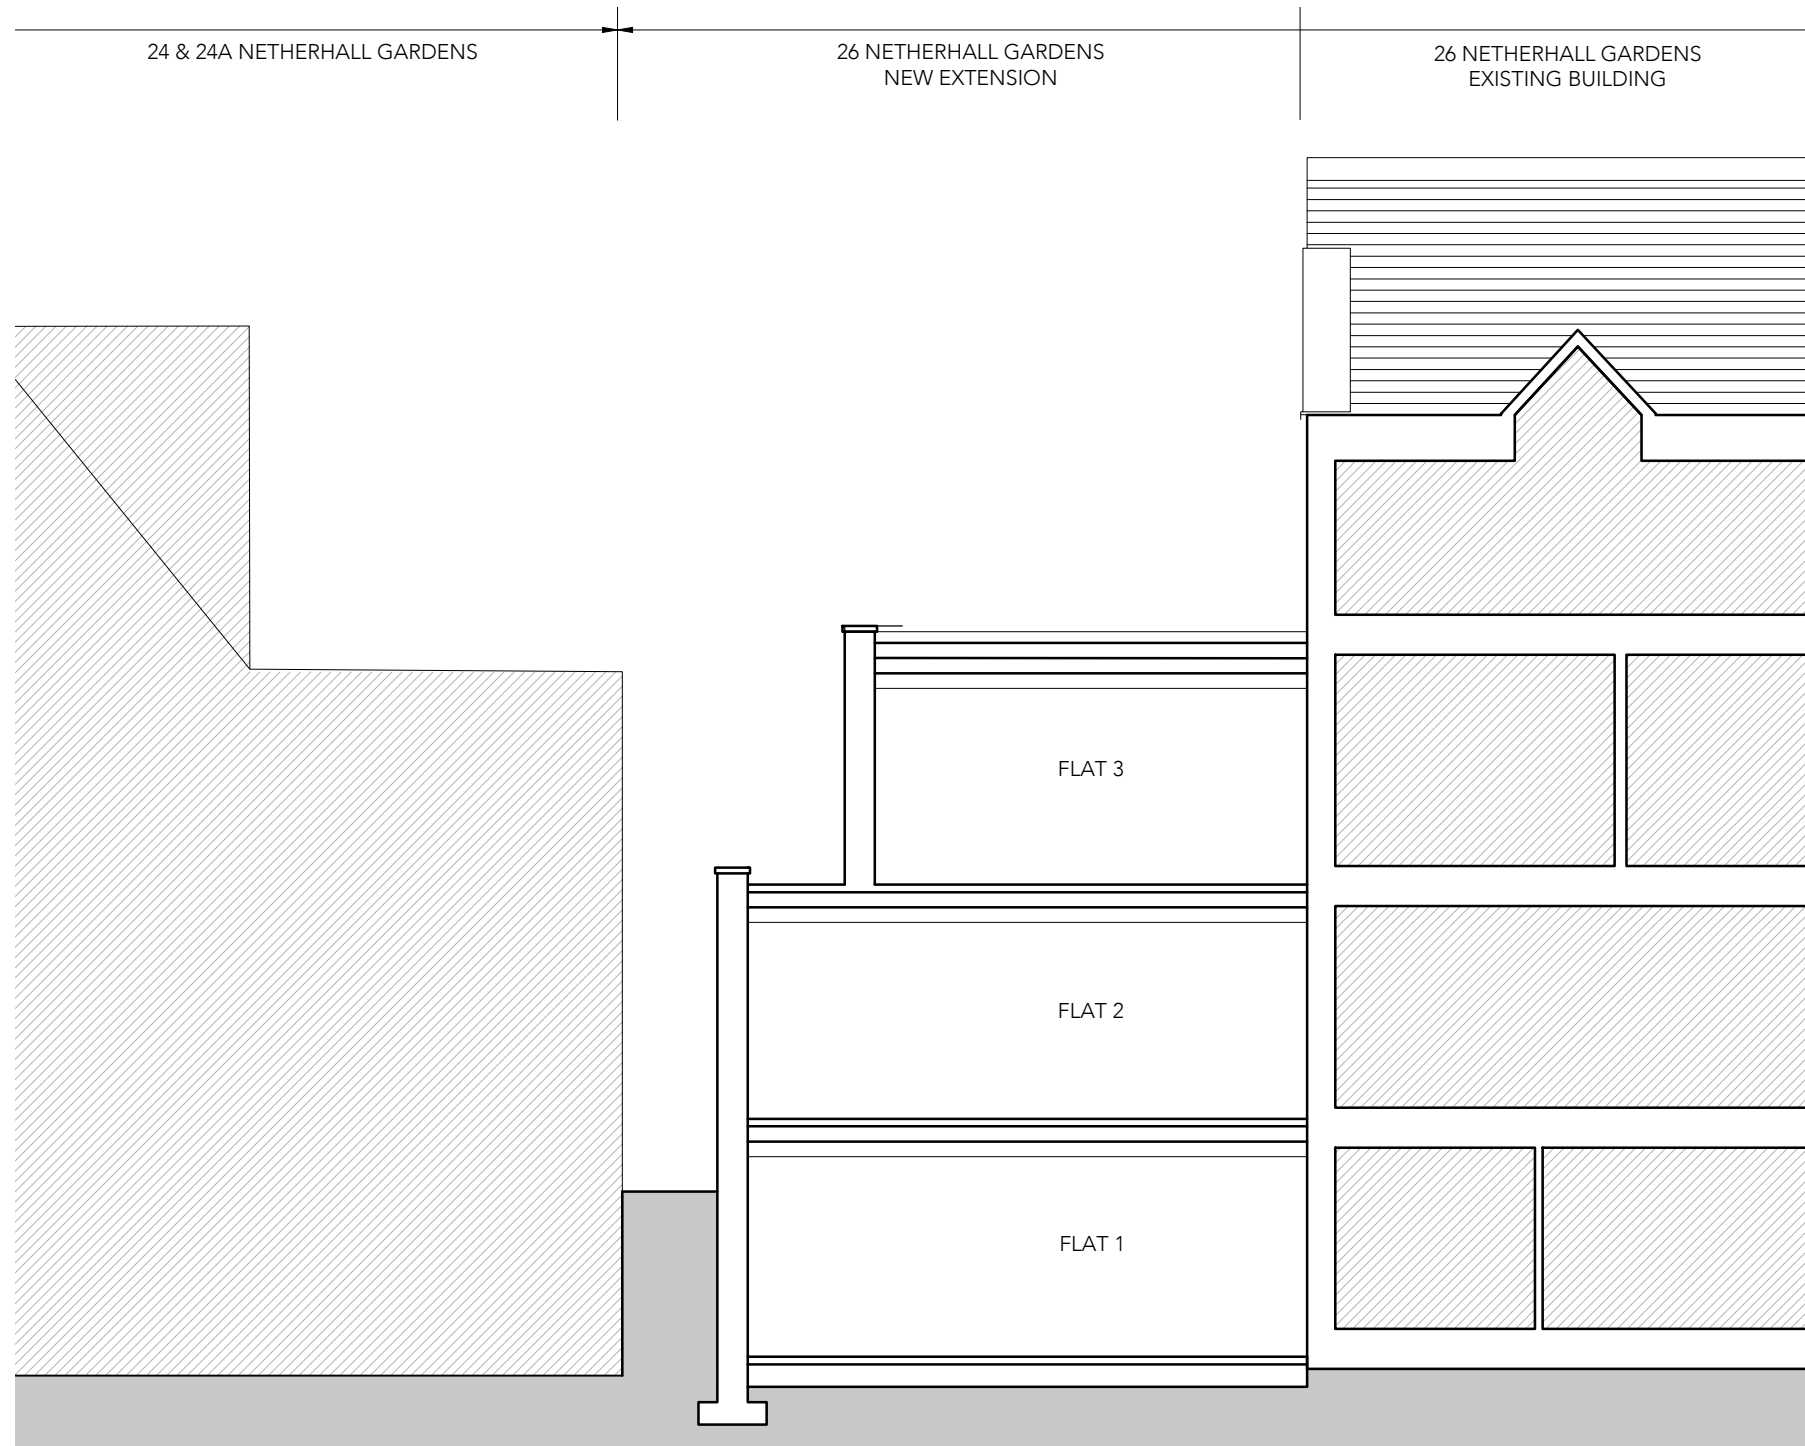 24 & 24A NETHERHALL GARDENS
26 NETHERHALL GARDENS
NEW EXTENSION
26 NETHERHALL GARDENS
EXISTING BUILDING
FLAT 3
FLAT 2
FLAT 1